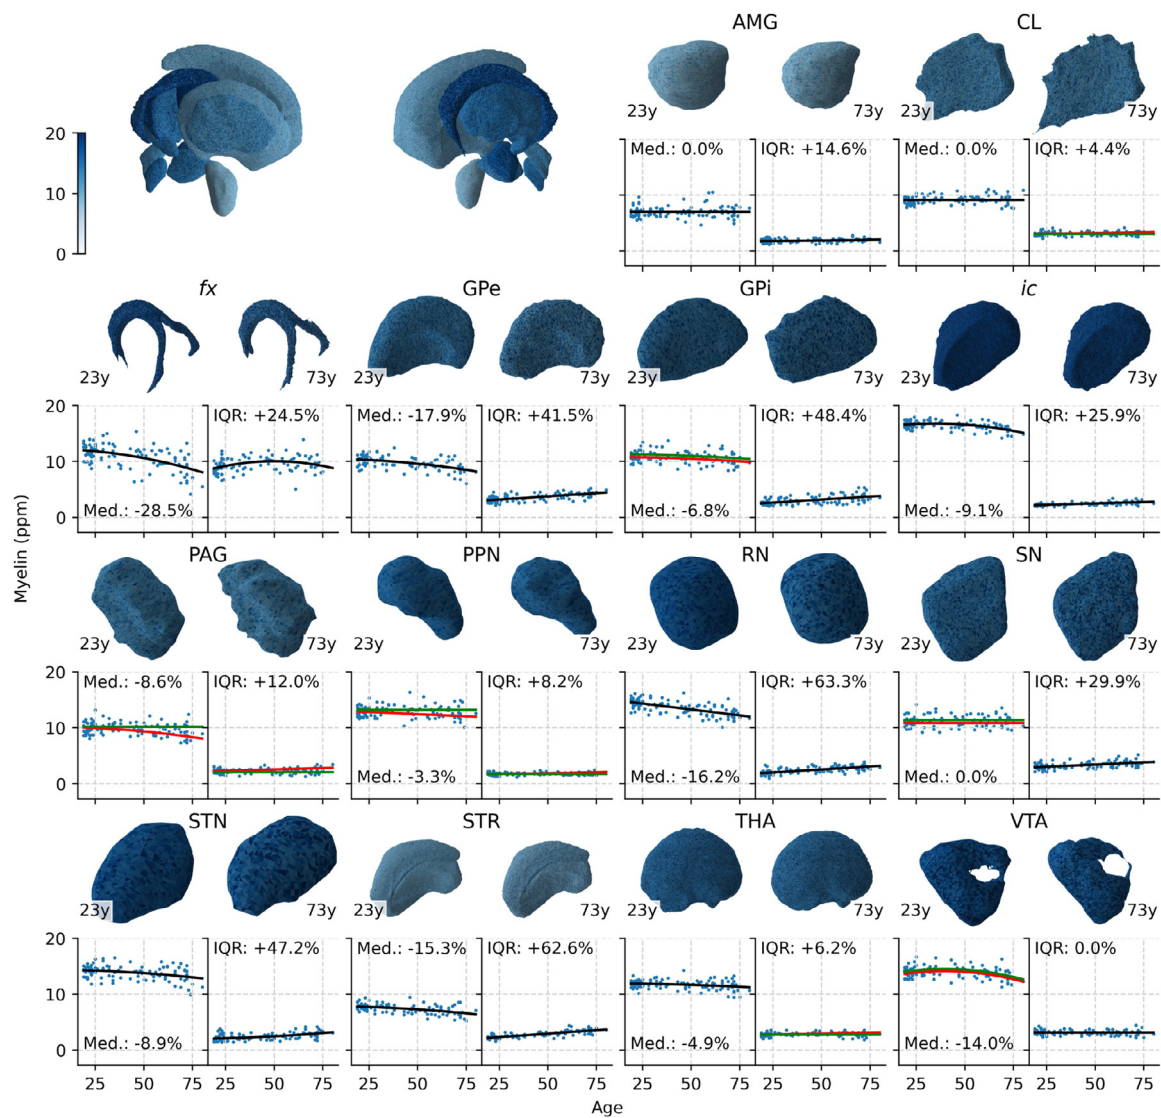 AMG CL
23y 73y 23y 73y
20
10
0
Med.: 0.0% IQR: +14.6% Med.: 0.0% IQR: +4.4%
fx GPe GPi ic
23y 73y 23y 73y 23y 73y 23y 73y
20
10
0
IQR: +24.5% Med.: -17.9% IQR: +41.5% IQR: +48.4% IQR: +25.9%
Med.: -28.5% Med.: -6.8% Med.: -9.1%
Myelin (ppm)
PAG PPN RN SN
23y 73y 23y 73y 23y 73y 23y 73y
20
10
0
Med.: -8.6% IQR: +12.0% IQR: +8.2% IQR: +63.3% IQR: +29.9%
Med.: -3.3% Med.: -16.2% Med.: 0.0%
STN STR THA VTA
23y 73y 23y 73y 23y 73y 23y 73y
20
10
0
IQR: +47.2% Med.: -15.3% IQR: +62.6% IQR: +6.2% IQR: 0.0%
Med.: -8.9% Med.: -4.9% Med.: -14.0%
25 50 75 25 50 75 25 50 75 25 50 75 25 50 75 25 50 75 25 50 75 25 50 75
Age